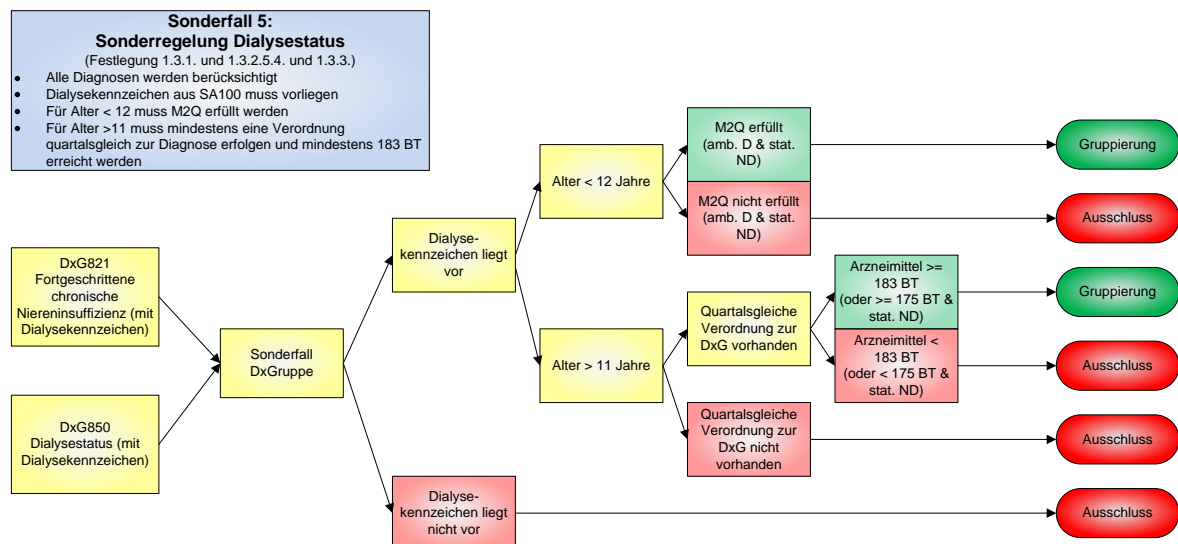 Sonderfall 5:
Sonderregelung Dialysestatus
(Festlegung 1.3.1. und 1.3.2.5.4. und 1.3.3.)
• Alle Diagnosen werden berücksichtigt
• Dialysekennzeichen aus SA100 muss vorliegen
• Für Alter < 12 muss M2Q erfüllt werden
• Für Alter >11 muss mindestens eine Verordnung
quartalsgleich zur Diagnose erfolgen und mindestens 183 BT
erreicht werden
DxG821
Fortgeschrittene
chronische
Niereninsuffizienz (mit
Dialysekennzeichen)
DxG850
Dialysestatus (mit
Dialysekennzeichen)
Sonderfall
DxGruppe
Dialyse-
kennzeichen liegt
vor
Dialyse-
kennzeichen liegt
nicht vor
Alter < 12 Jahre
Alter > 11 Jahre
M2Q erfüllt
(amb. D & stat.
ND)
M2Q nicht erfüllt
(amb. D & stat.
ND)
Quartalsgleiche
Verordnung zur
DxG vorhanden
Quartalsgleiche
Verordnung zur
DxG nicht
vorhanden
Arzneimittel >=
183 BT
(oder >= 175 BT &
stat. ND)
Arzneimittel <
183 BT
(oder < 175 BT &
stat. ND)
Gruppierung
Ausschluss
Gruppierung
Ausschluss
Ausschluss
Ausschluss